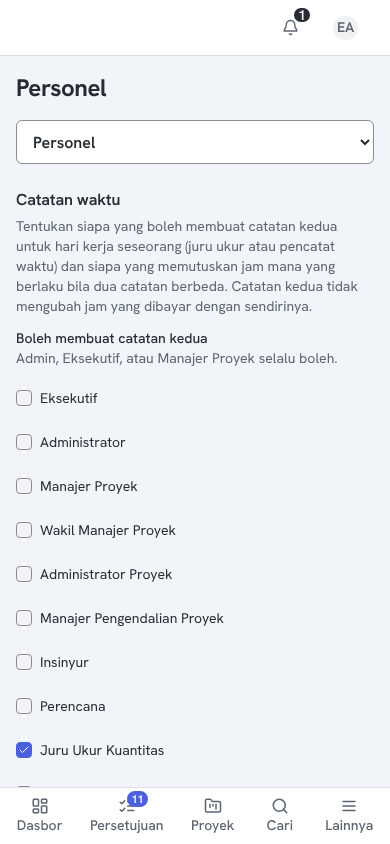 1
EA
Personel
Personel
Catatan waktu
Tentukan siapa yang boleh membuat catatan kedua
untuk hari kerja seseorang (juru ukur atau pencatat
waktu) dan siapa yang memutuskan jam mana yang
berlaku bila dua catatan berbeda. Catatan kedua tidak
mengubah jam yang dibayar dengan sendirinya.
Boleh membuat catatan kedua
Admin, Eksekutif, atau Manajer Proyek selalu boleh.
Eksekutif
Administrator
Manajer Proyek
Wakil Manajer Proyek
Administrator Proyek
Manajer Pengendalian Proyek
Insinyur
Perencana
Juru Ukur Kuantitas
11
Dasbor
Persetujuan
Proyek
Cari
Lainnya